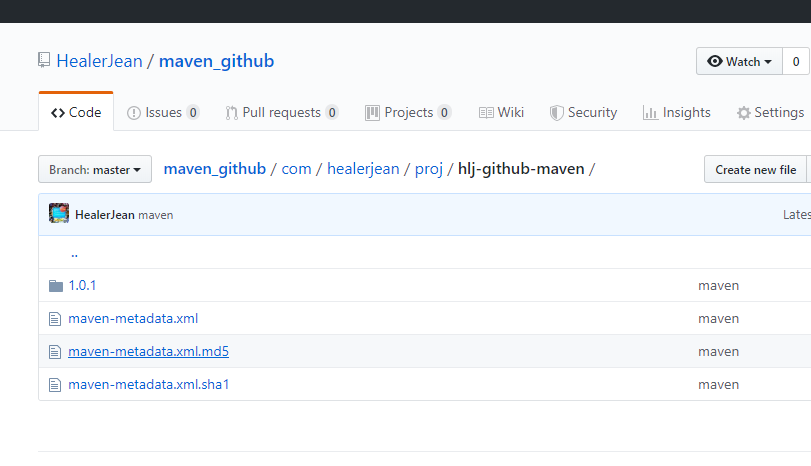 HealerJean / maven_github
Watch 0
Code Issues 0 Pull requests 0 Projects 0 Wiki Security Insights Settings
Branch: master maven_github / com / healerjean / proj / hlj-github-maven / Create new file
HealerJean maven Lates
..
1.0.1 maven
maven-metadata.xml maven
maven-metadata.xml.md5 maven
maven-metadata.xml.sha1 maven